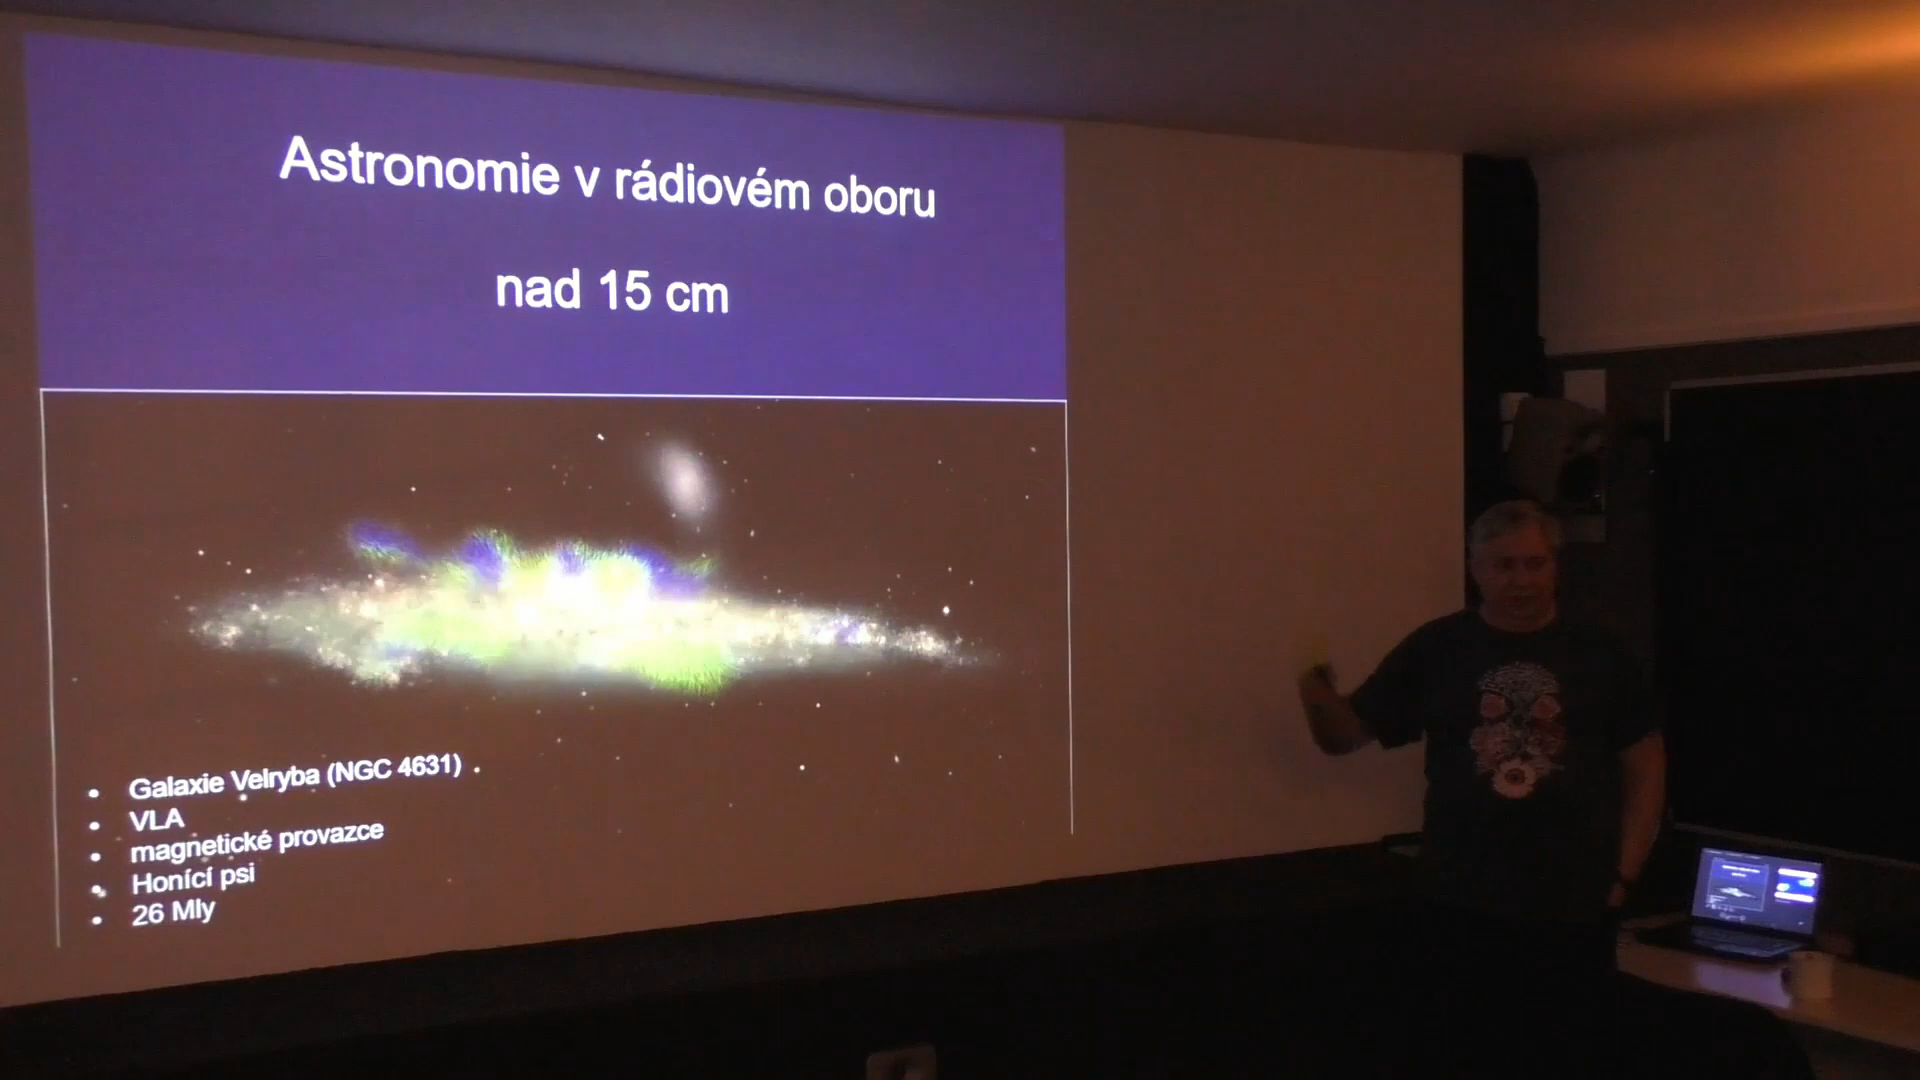 Astronomie v rádiovém oboru
nad 15 cm
Galaxie Velryba (NGC 4631)
VLA
magnetické provazce
Honící psi
26 Mly